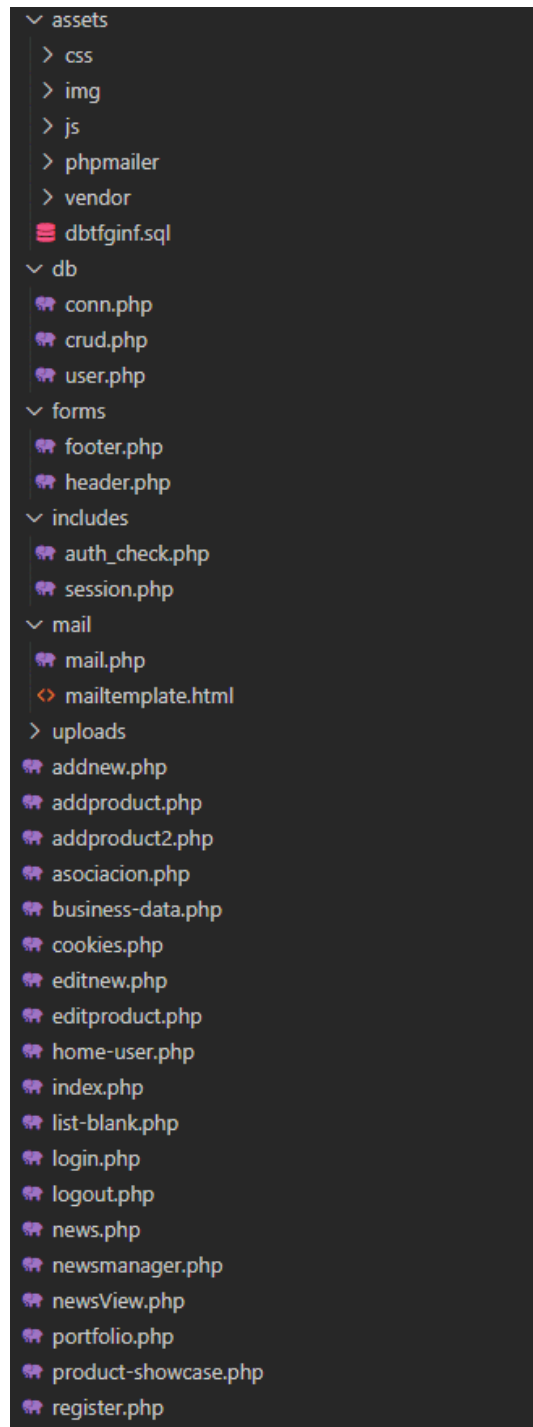 assets
css
img
js
phpmailer
vendor
dbtfginf.sql
db
conn.php
crud.php
user.php
forms
footer.php
header.php
includes
auth_check.php
session.php
mail
mail.php
mailtemplate.html
uploads
addnew.php
addproduct.php
addproduct2.php
asociacion.php
business-data.php
cookies.php
editnew.php
editproduct.php
home-user.php
index.php
list-blank.php
login.php
logout.php
news.php
newsmanager.php
newsView.php
portfolio.php
product-showcase.php
register.php